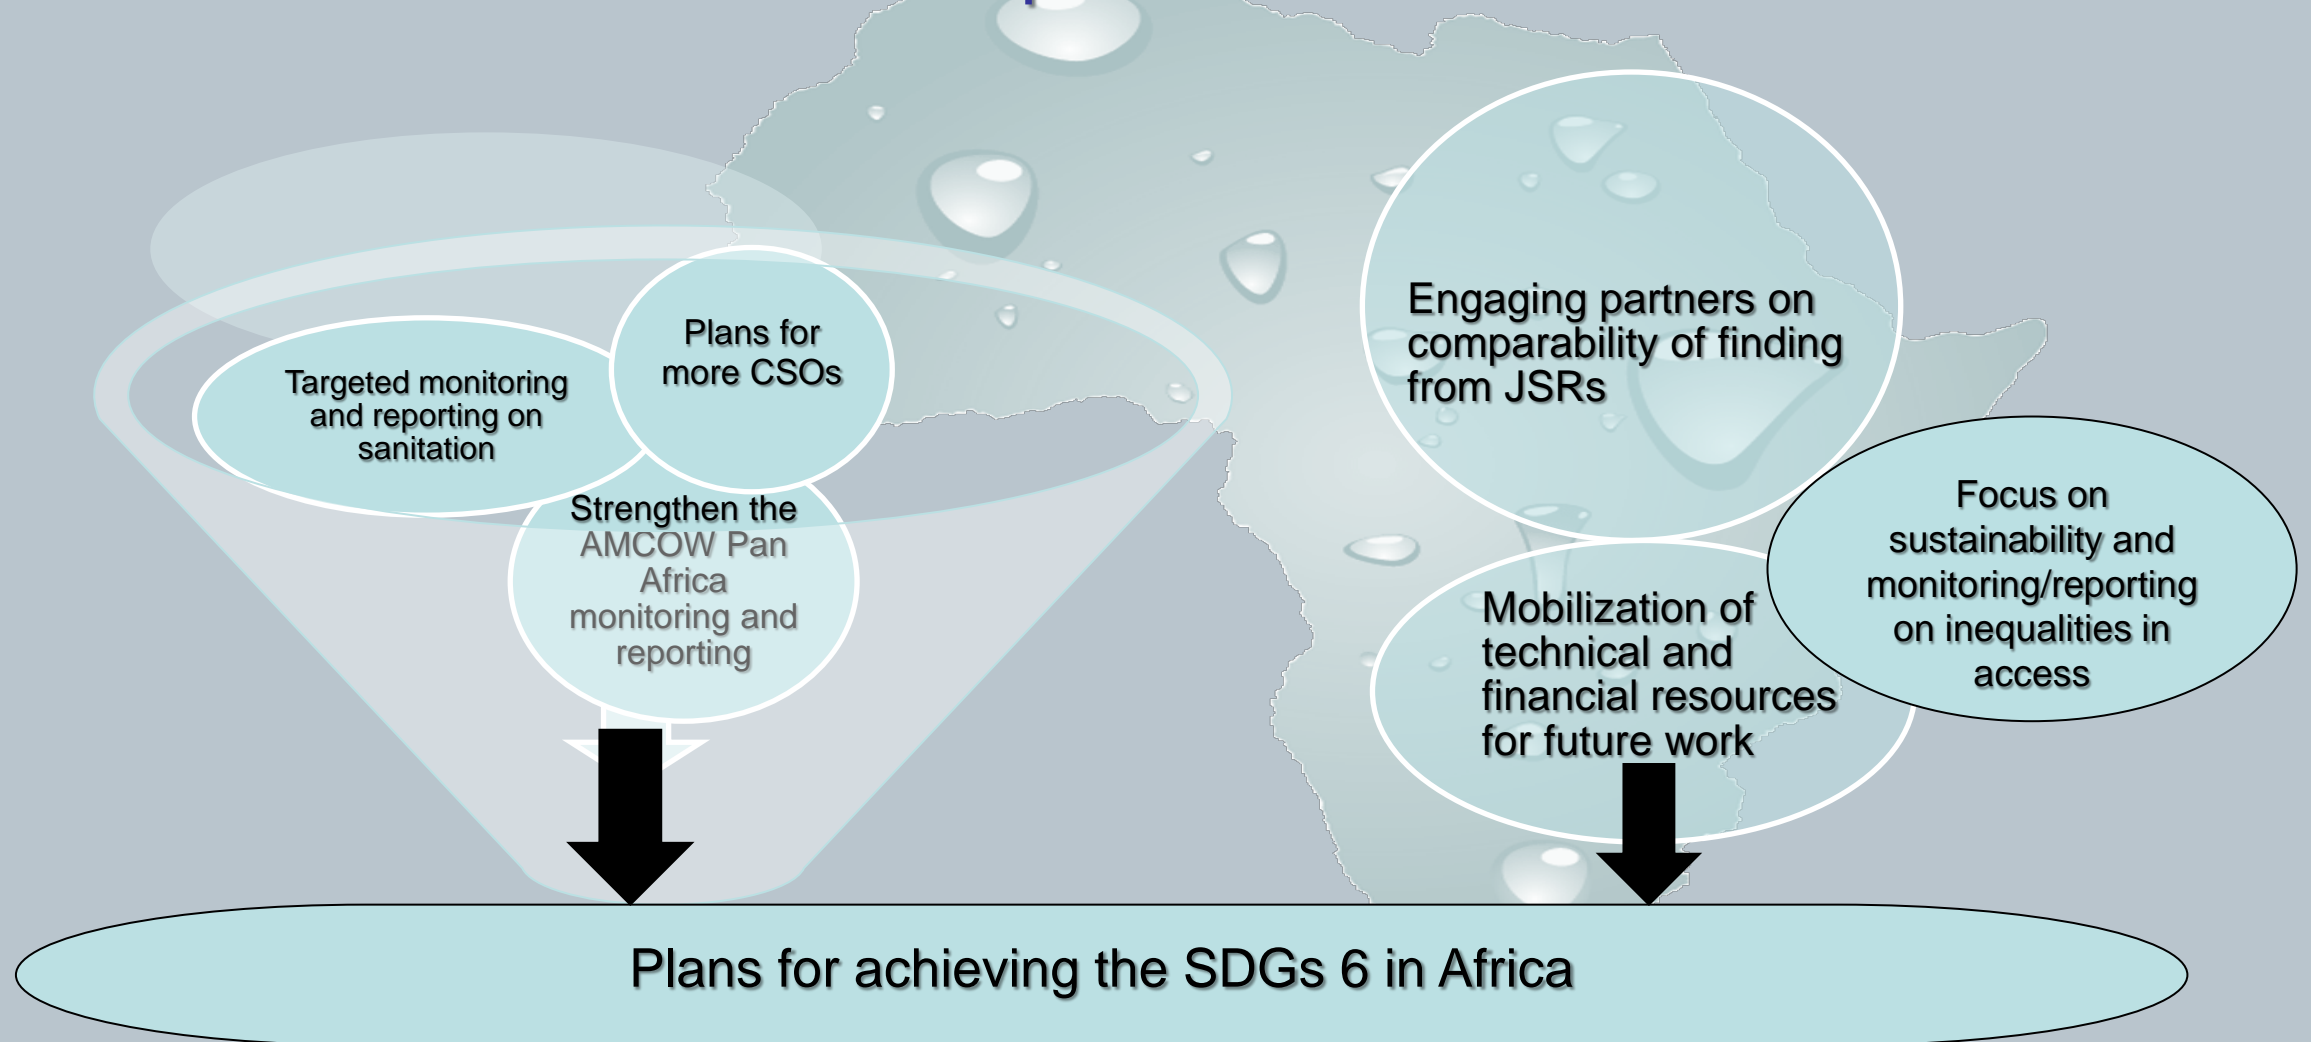 Targeted monitoring
and reporting on
sanitation
Plans for
more CSOs
Strengthen the
AMCOW Pan
Africa
monitoring and
reporting
Engaging partners on
comparability of finding
from JSRs
Mobilization of
technical and
financial resources
for future work
Focus on
sustainability and
monitoring/reporting
on inequalities in
access
Plans for achieving the SDGs 6 in Africa